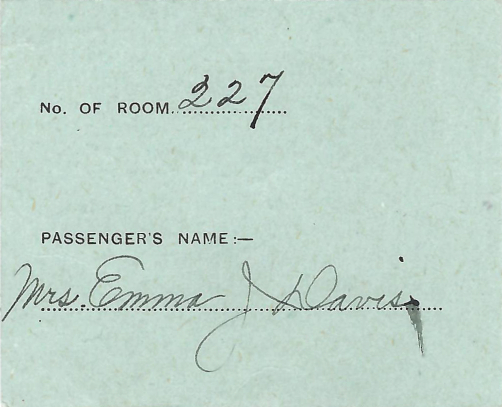 No. OF ROOM 227
PASSENGER'S NAME:—
Mrs. Emma J Davis